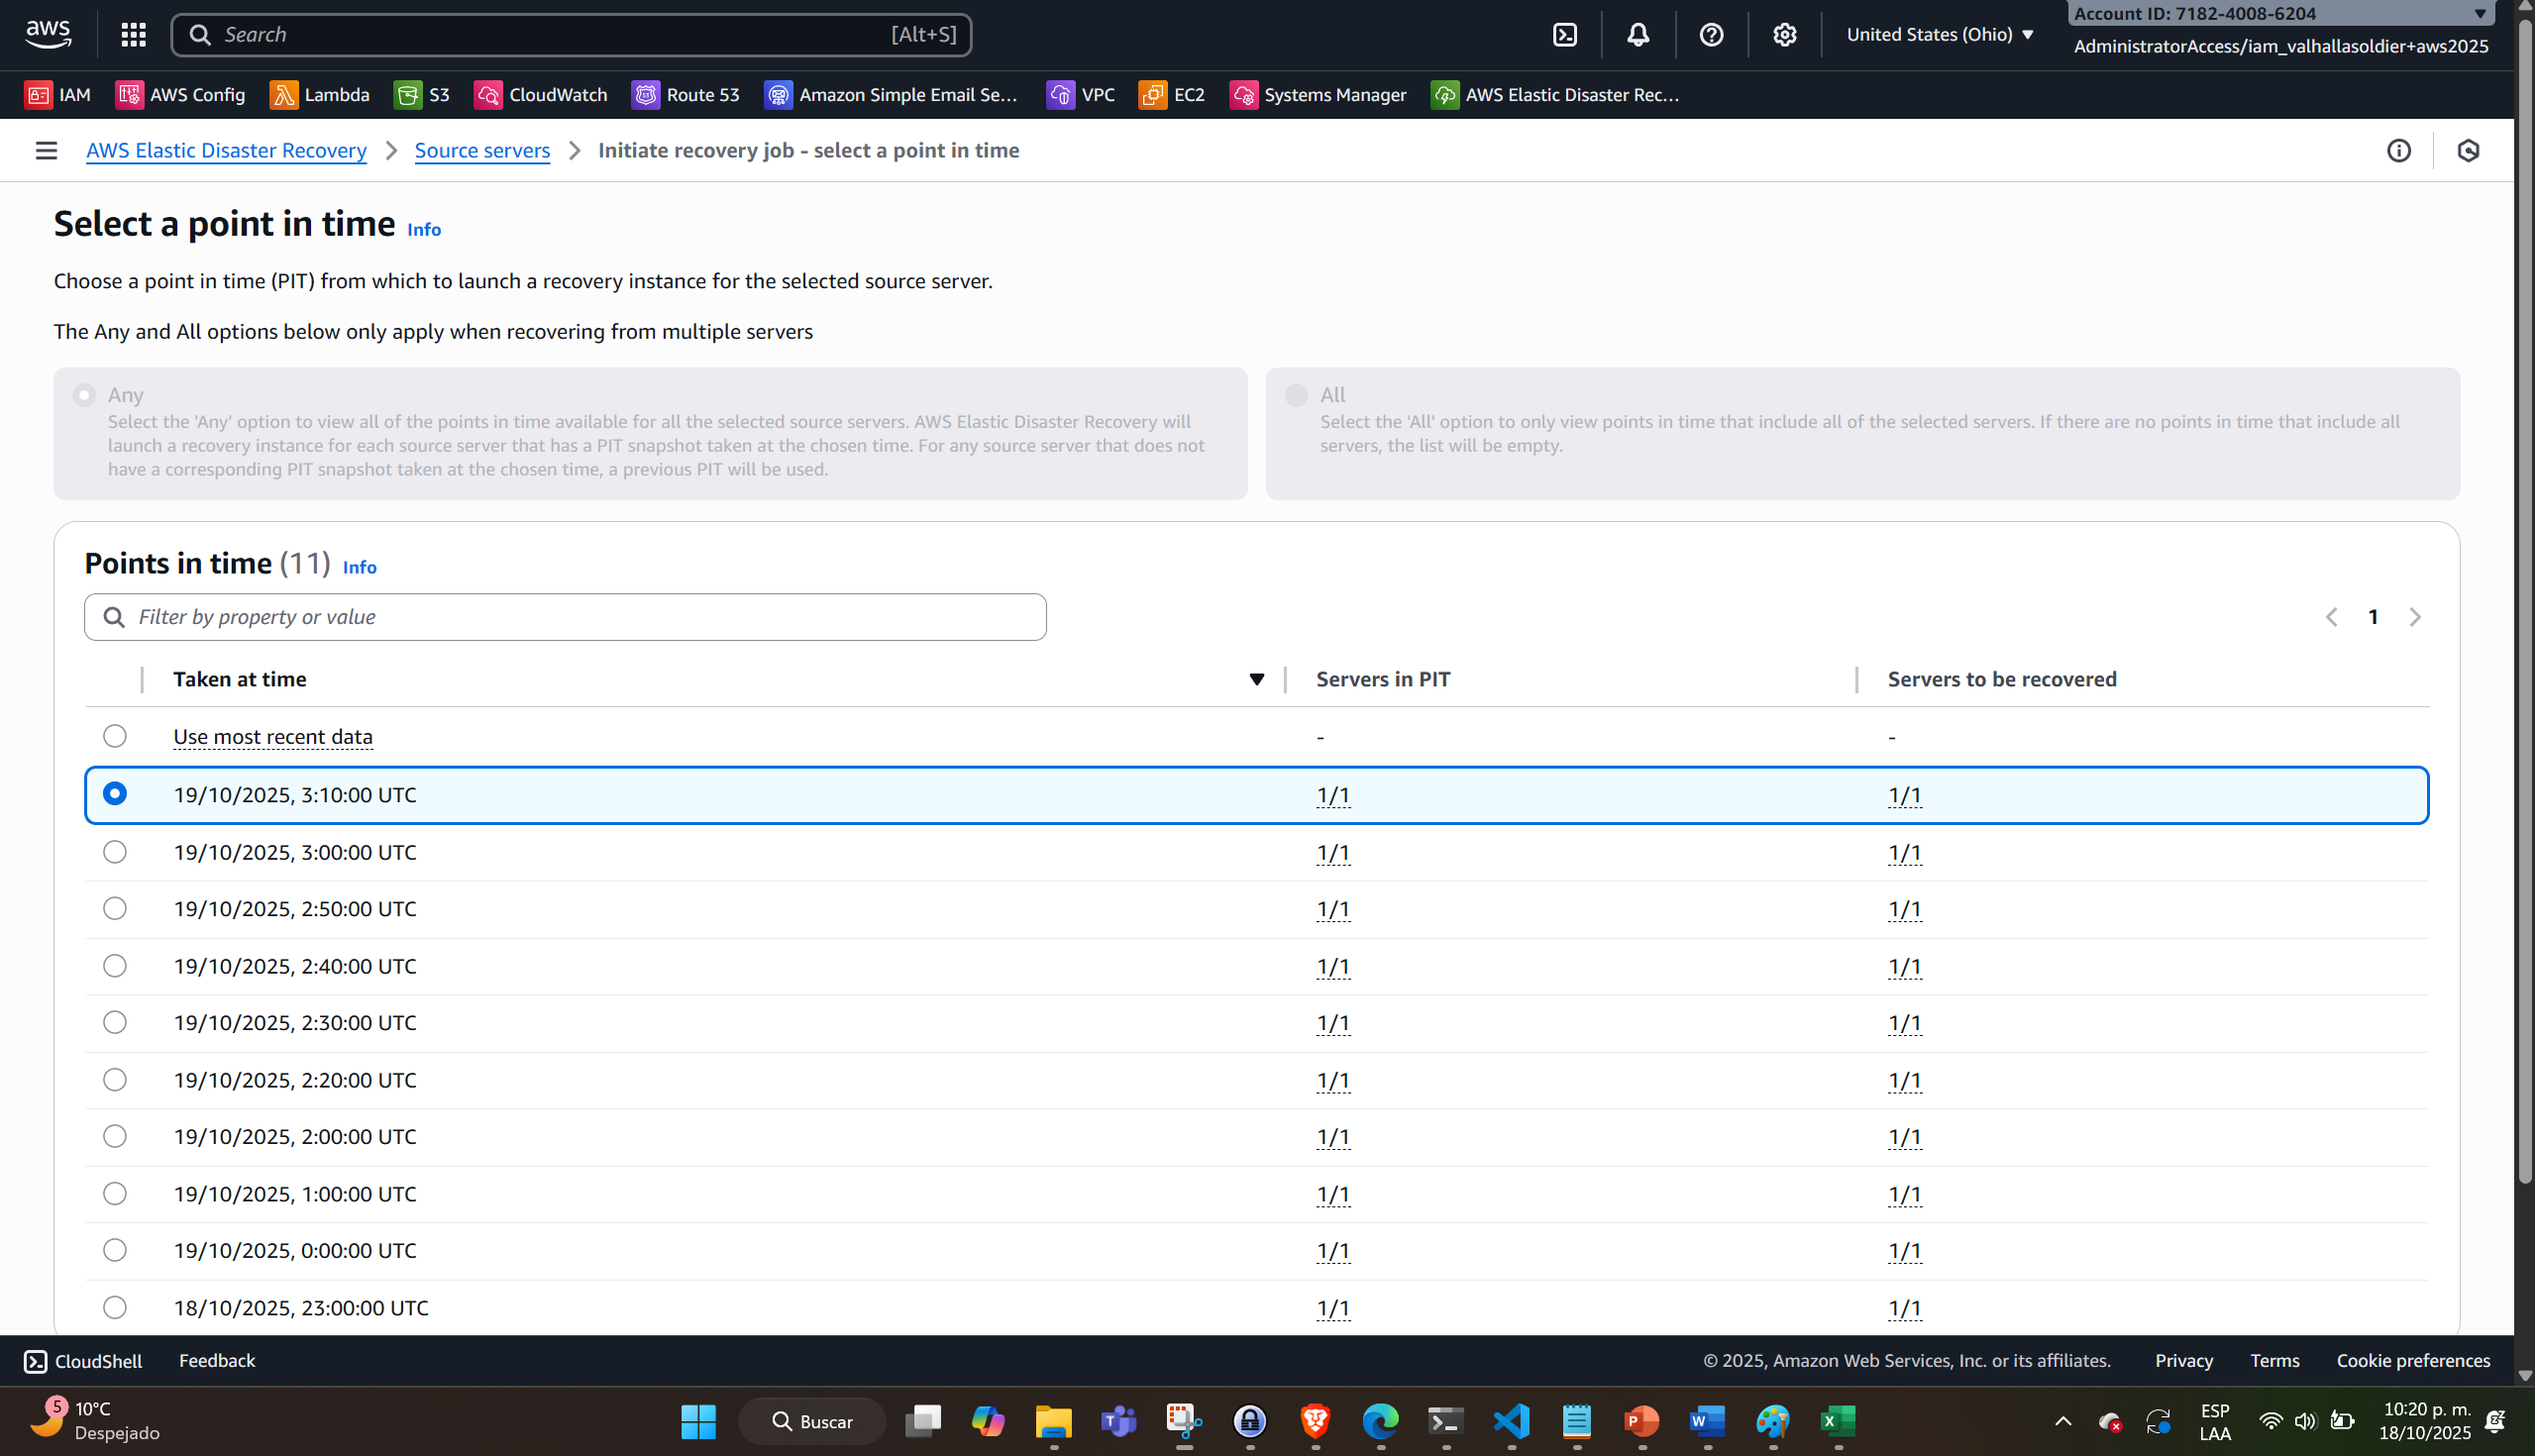 aws
Search [Alt+S]
United States (Ohio)
Account ID: 7182-4008-6204
AdministratorAccess/iam_valhallasoldier+aws2025
IAM AWS Config Lambda S3 CloudWatch Route 53 Amazon Simple Email Se... VPC EC2 Systems Manager AWS Elastic Disaster Rec...
AWS Elastic Disaster Recovery Source servers Initiate recovery job - select a point in time
Select a point in time Info
Choose a point in time (PIT) from which to launch a recovery instance for the selected source server.
The Any and All options below only apply when recovering from multiple servers
Any
Select the 'Any' option to view all of the points in time available for all the selected source servers. AWS Elastic Disaster Recovery will
launch a recovery instance for each source server that has a PIT snapshot taken at the chosen time. For any source server that does not
have a corresponding PIT snapshot taken at the chosen time, a previous PIT will be used.
All
Select the 'All' option to only view points in time that include all of the selected servers. If there are no points in time that include all
servers, the list will be empty.
Points in time (11) Info
Filter by property or value
1
Taken at time Servers in PIT Servers to be recovered
Use most recent data - -
19/10/2025, 3:10:00 UTC 1/1 1/1
19/10/2025, 3:00:00 UTC 1/1 1/1
19/10/2025, 2:50:00 UTC 1/1 1/1
19/10/2025, 2:40:00 UTC 1/1 1/1
19/10/2025, 2:30:00 UTC 1/1 1/1
19/10/2025, 2:20:00 UTC 1/1 1/1
19/10/2025, 2:00:00 UTC 1/1 1/1
19/10/2025, 1:00:00 UTC 1/1 1/1
19/10/2025, 0:00:00 UTC 1/1 1/1
18/10/2025, 23:00:00 UTC 1/1 1/1
CloudShell Feedback © 2025, Amazon Web Services, Inc. or its affiliates. Privacy Terms Cookie preferences
5
10°C
Despejado
Buscar
ESP
LAA
10:20 p. m.
18/10/2025